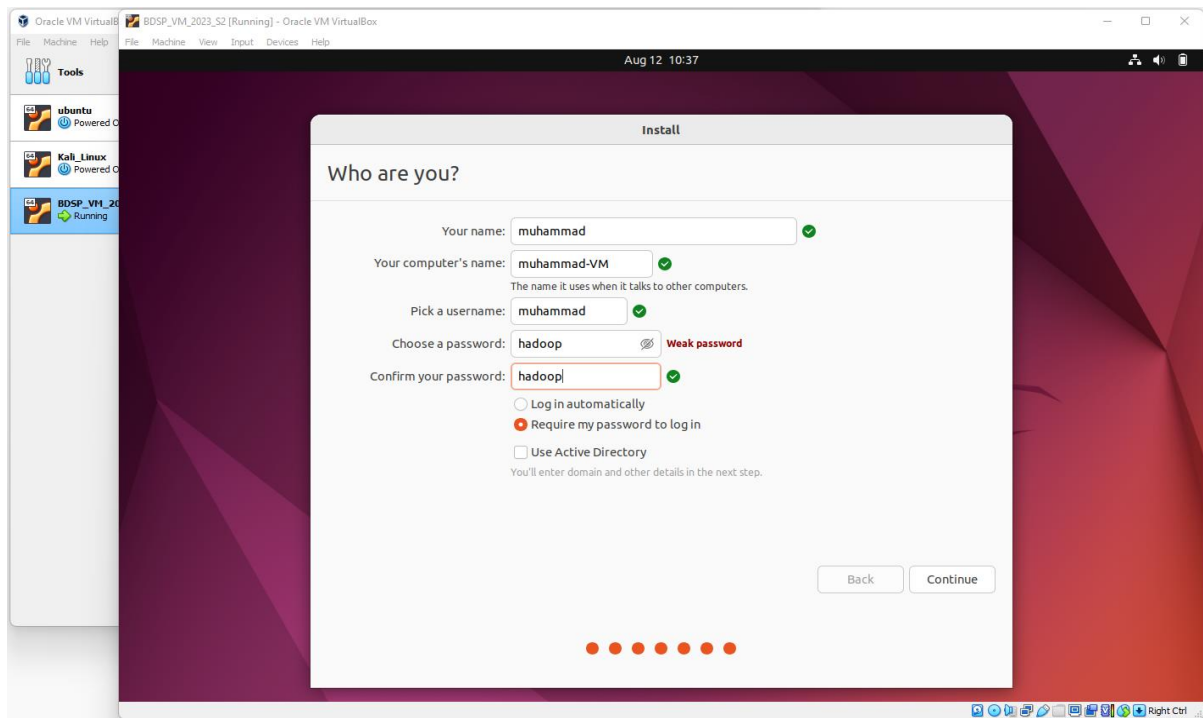 Oracle VM VirtualB
File Machine Help
Tools
64
ubuntu
Powered O
64
Kali_Linux
Powered O
64
BDSP_VM_20
Running
BDSP_VM_2023_S2 [Running] - Oracle VM VirtualBox
File Machine View Input Devices Help
Aug 12 10:37
Install
Who are you?
Your name: muhammad
Your computer's name: muhammad-VM
The name it uses when it talks to other computers.
Pick a username: muhammad
Choose a password: hadoop Weak password
Confirm your password: hadoop
Log in automatically
Require my password to log in
Use Active Directory
You'll enter domain and other details in the next step.
Back Continue
Right Ctrl